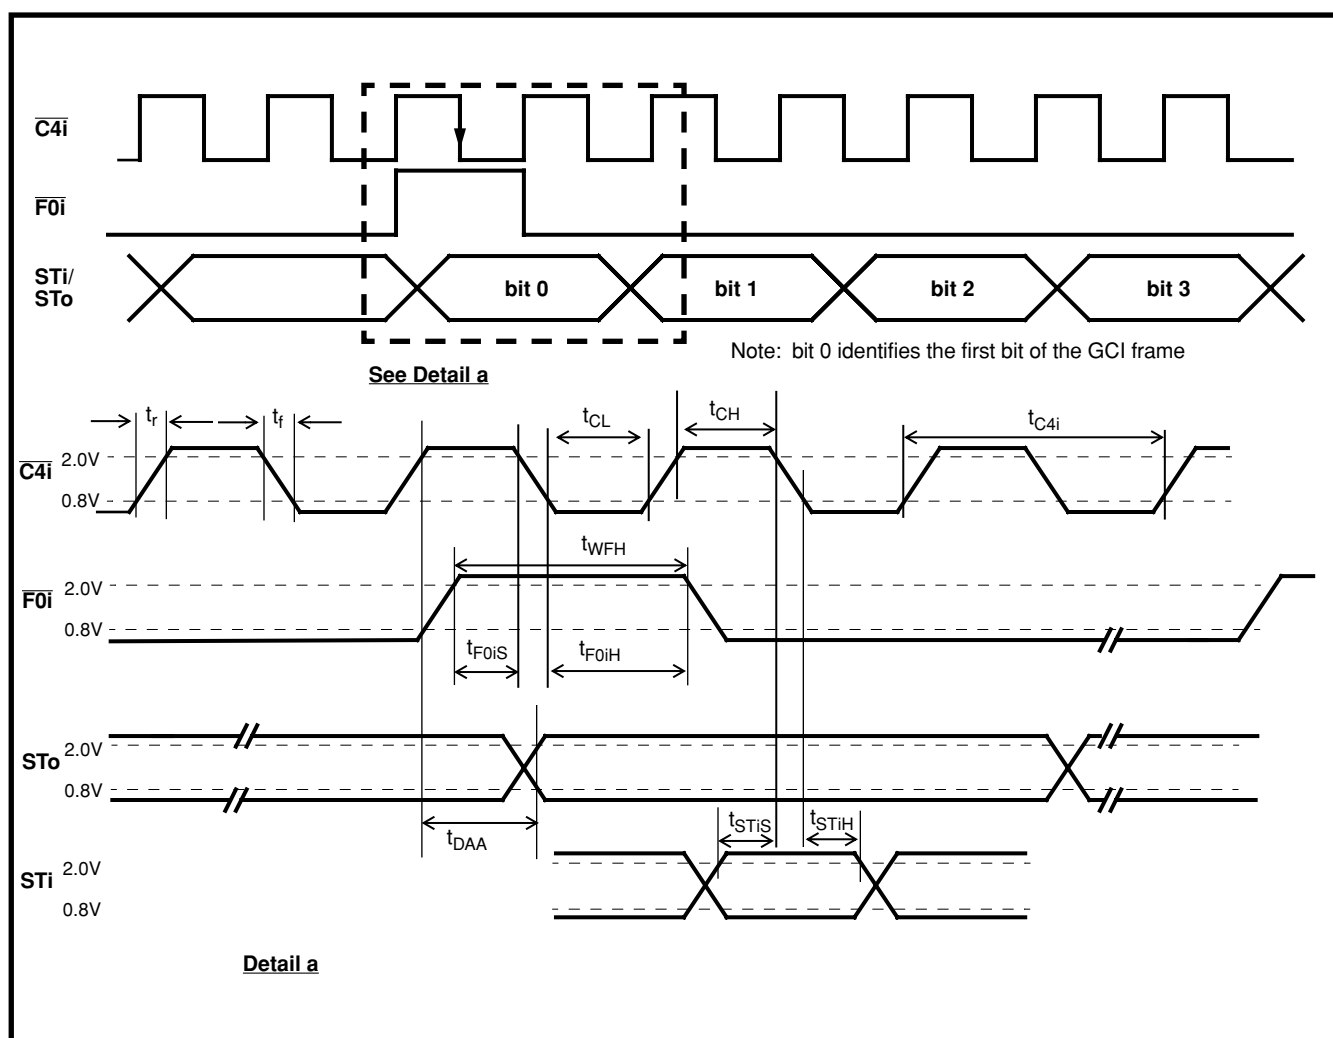 C4i
F0i
STi/
STo
bit 0 bit 1 bit 2 bit 3
Note: bit 0 identifies the first bit of the GCI frame
See Detail a
tr tf tCL tCH tC4i
C4i 2.0V
0.8V
tWFH
F0i 2.0V
0.8V
tF0iS tF0iH
STo 2.0V
0.8V
tDAA tSTiS tSTiH
STi 2.0V
0.8V
Detail a